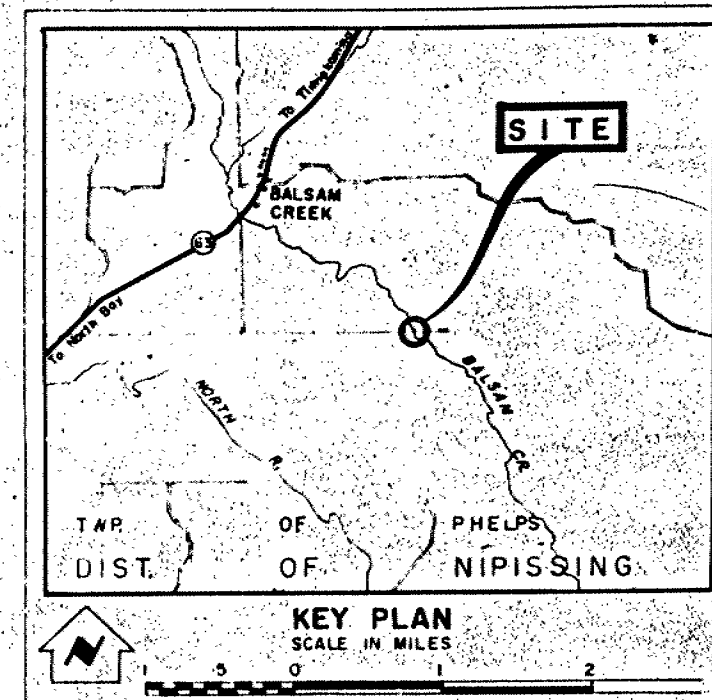 To Timiskaming
SITE
BALSAM
CREEK
63
To North Bay
BALSAM CR.
NORTH R.
TWP. OF PHELPS
DIST. OF NIPISSING
KEY PLAN
SCALE IN MILES
1 .5 0 1 2
N